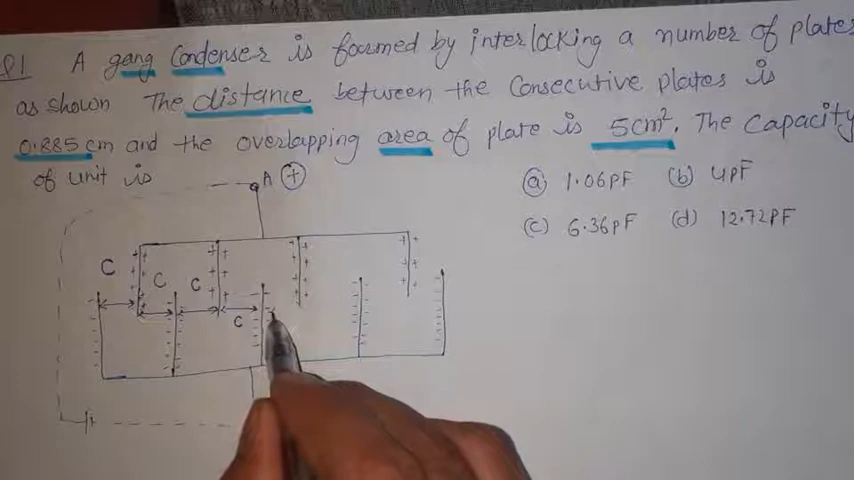 Q1 A gang Condenser is formed by interlocking a number of plates
as shown The distance between the consecutive plates is
0.885 cm and the overlapping area of plate is 5cm². The capacity
of unit is
A +
(a) 1.06PF (b) 4PF
(c) 6.36pF (d) 12.72PF
C
C
C
C